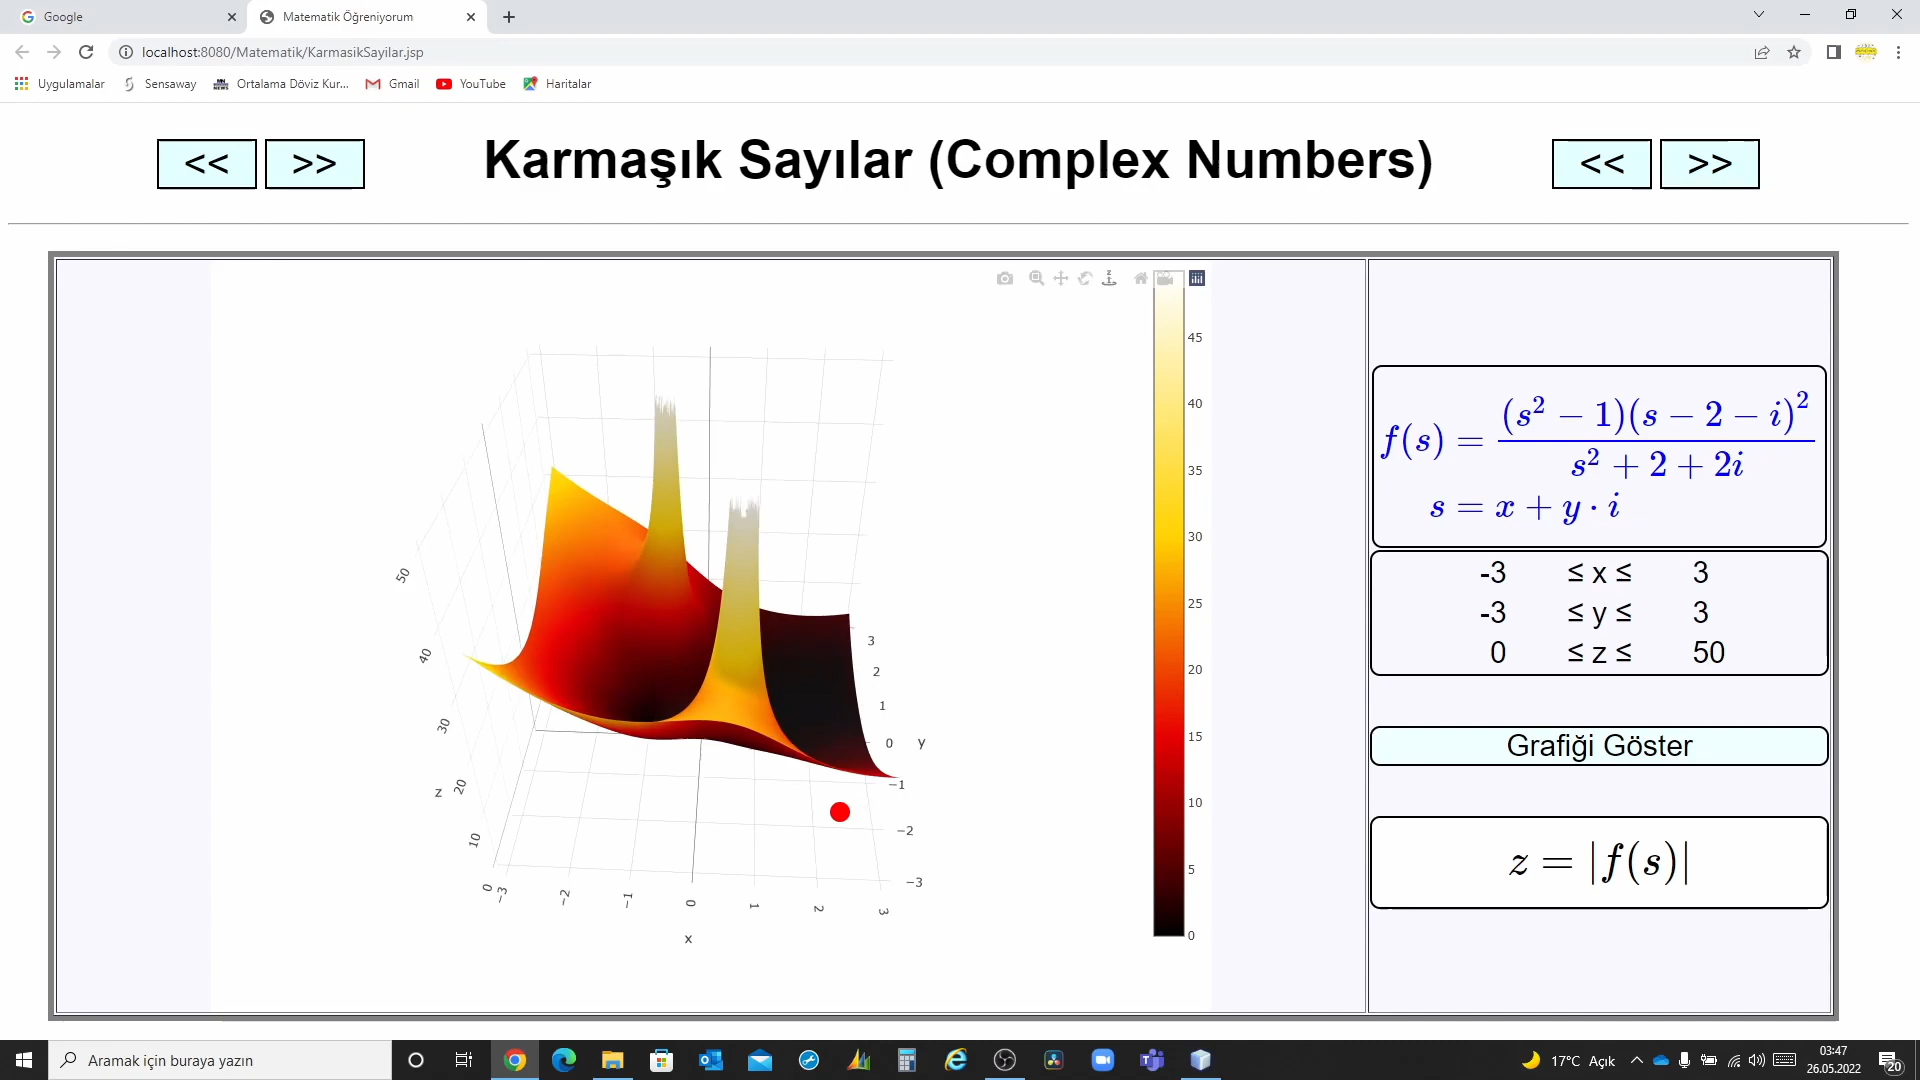 Google
Matematik Öğreniyorum
localhost:8080/Matematik/KarmasikSayilar.jsp
Uygulamalar Sensaway Ortalama Döviz Kur... Gmail YouTube Haritalar
<< >> Karmaşık Sayılar (Complex Numbers) << >>
45
40
35
30
25
20
15
10
5
0
50
40
30
20
10
0
z
3
2
1
0
−1
−2
−3
y
−3 −2 −1 0 1 2 3
x
f(s) = (s² − 1)(s − 2 − i)² / s² + 2 + 2i
s = x + y · i
-3 ≤ x ≤ 3
-3 ≤ y ≤ 3
0 ≤ z ≤ 50
Grafiği Göster
z = |f(s)|
Aramak için buraya yazın
17°C Açık
03:47
26.05.2022
20